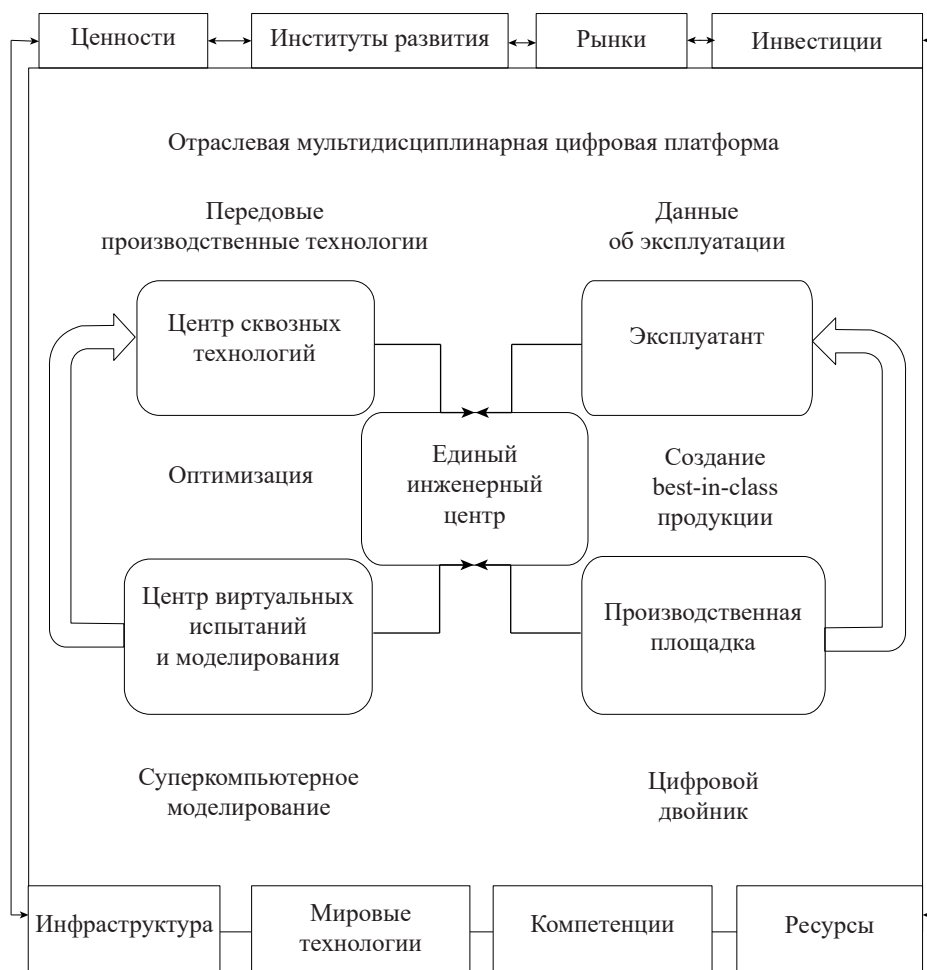 Ценности
Институты развития
Рынки
Инвестиции
Отраслевая мультидисциплинарная цифровая платформа
Передовые
производственные технологии
Данные
об эксплуатации
Центр сквозных
технологий
Эксплуатант
Единый
инженерный
центр
Оптимизация
Создание
best-in-class
продукции
Центр виртуальных
испытаний
и моделирования
Производственная
площадка
Суперкомпьютерное
моделирование
Цифровой
двойник
Инфраструктура
Мировые
технологии
Компетенции
Ресурсы